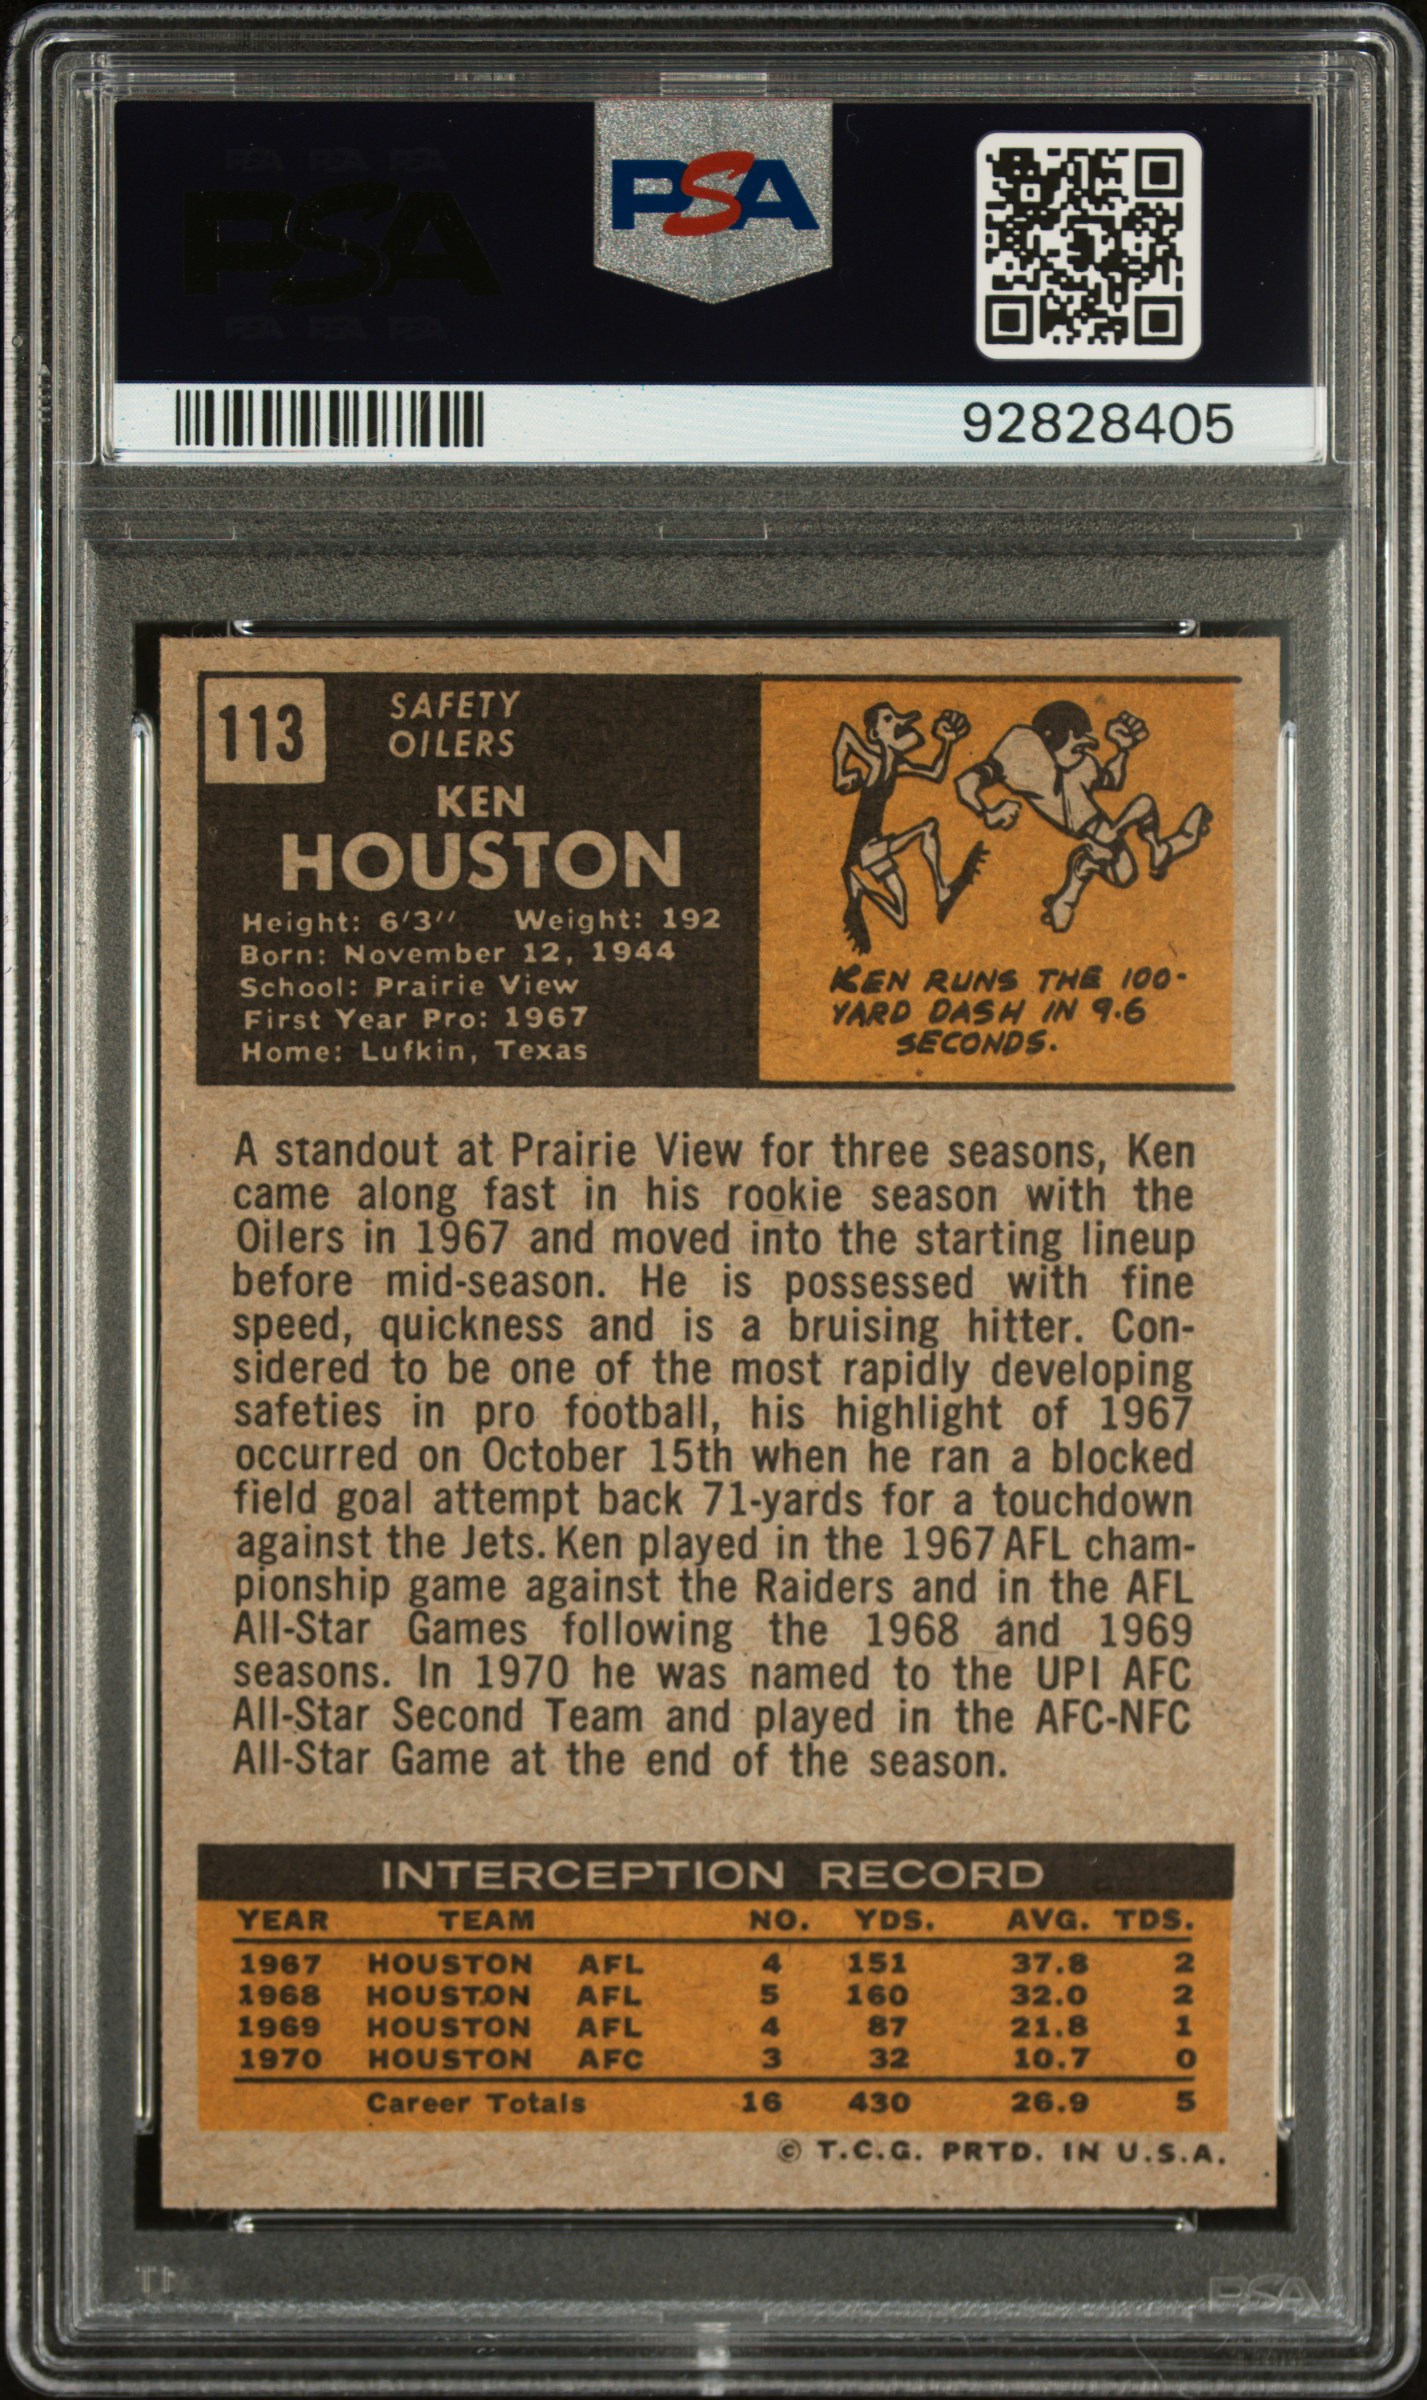 PSA PSA PSA
PSA
PSA PSA PSA
PSA
92828405
113
SAFETY
OILERS
KEN
HOUSTON
Height: 6'3'' Weight: 192
Born: November 12, 1944
School: Prairie View
First Year Pro: 1967
Home: Lufkin, Texas
KEN RUNS THE 100-
YARD DASH IN 9.6
SECONDS.
A standout at Prairie View for three seasons, Ken
came along fast in his rookie season with the
Oilers in 1967 and moved into the starting lineup
before mid-season. He is possessed with fine
speed, quickness and is a bruising hitter. Con-
sidered to be one of the most rapidly developing
safeties in pro football, his highlight of 1967
occurred on October 15th when he ran a blocked
field goal attempt back 71-yards for a touchdown
against the Jets. Ken played in the 1967 AFL cham-
pionship game against the Raiders and in the AFL
All-Star Games following the 1968 and 1969
seasons. In 1970 he was named to the UPI AFC
All-Star Second Team and played in the AFC-NFC
All-Star Game at the end of the season.
INTERCEPTION RECORD
YEAR TEAM NO. YDS. AVG. TDS.
1967 HOUSTON AFL 4 151 37.8 2
1968 HOUSTON AFL 5 160 32.0 2
1969 HOUSTON AFL 4 87 21.8 1
1970 HOUSTON AFC 3 32 10.7 0
Career Totals 16 430 26.9 5
© T.C.G. PRTD. IN U.S.A.
PSA